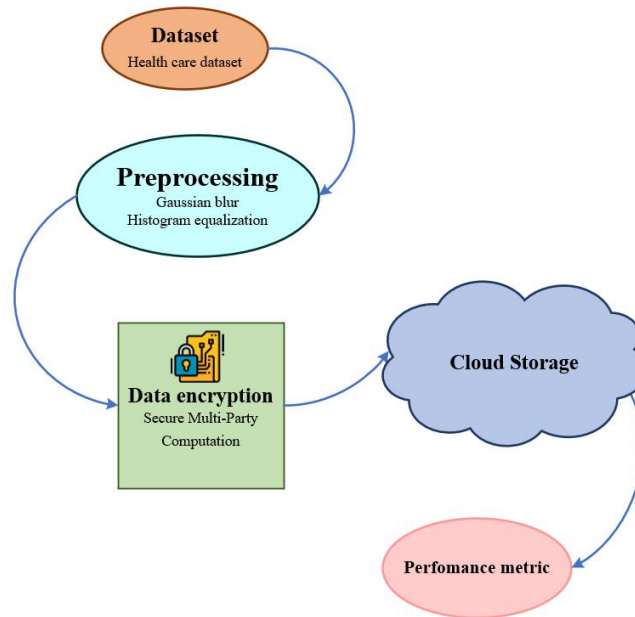 Dataset
Health care dataset
Preprocessing
Gaussian blur
Histogram equalization
Data encryption
Secure Multi-Party
Computation
Cloud Storage
Perfomance metric